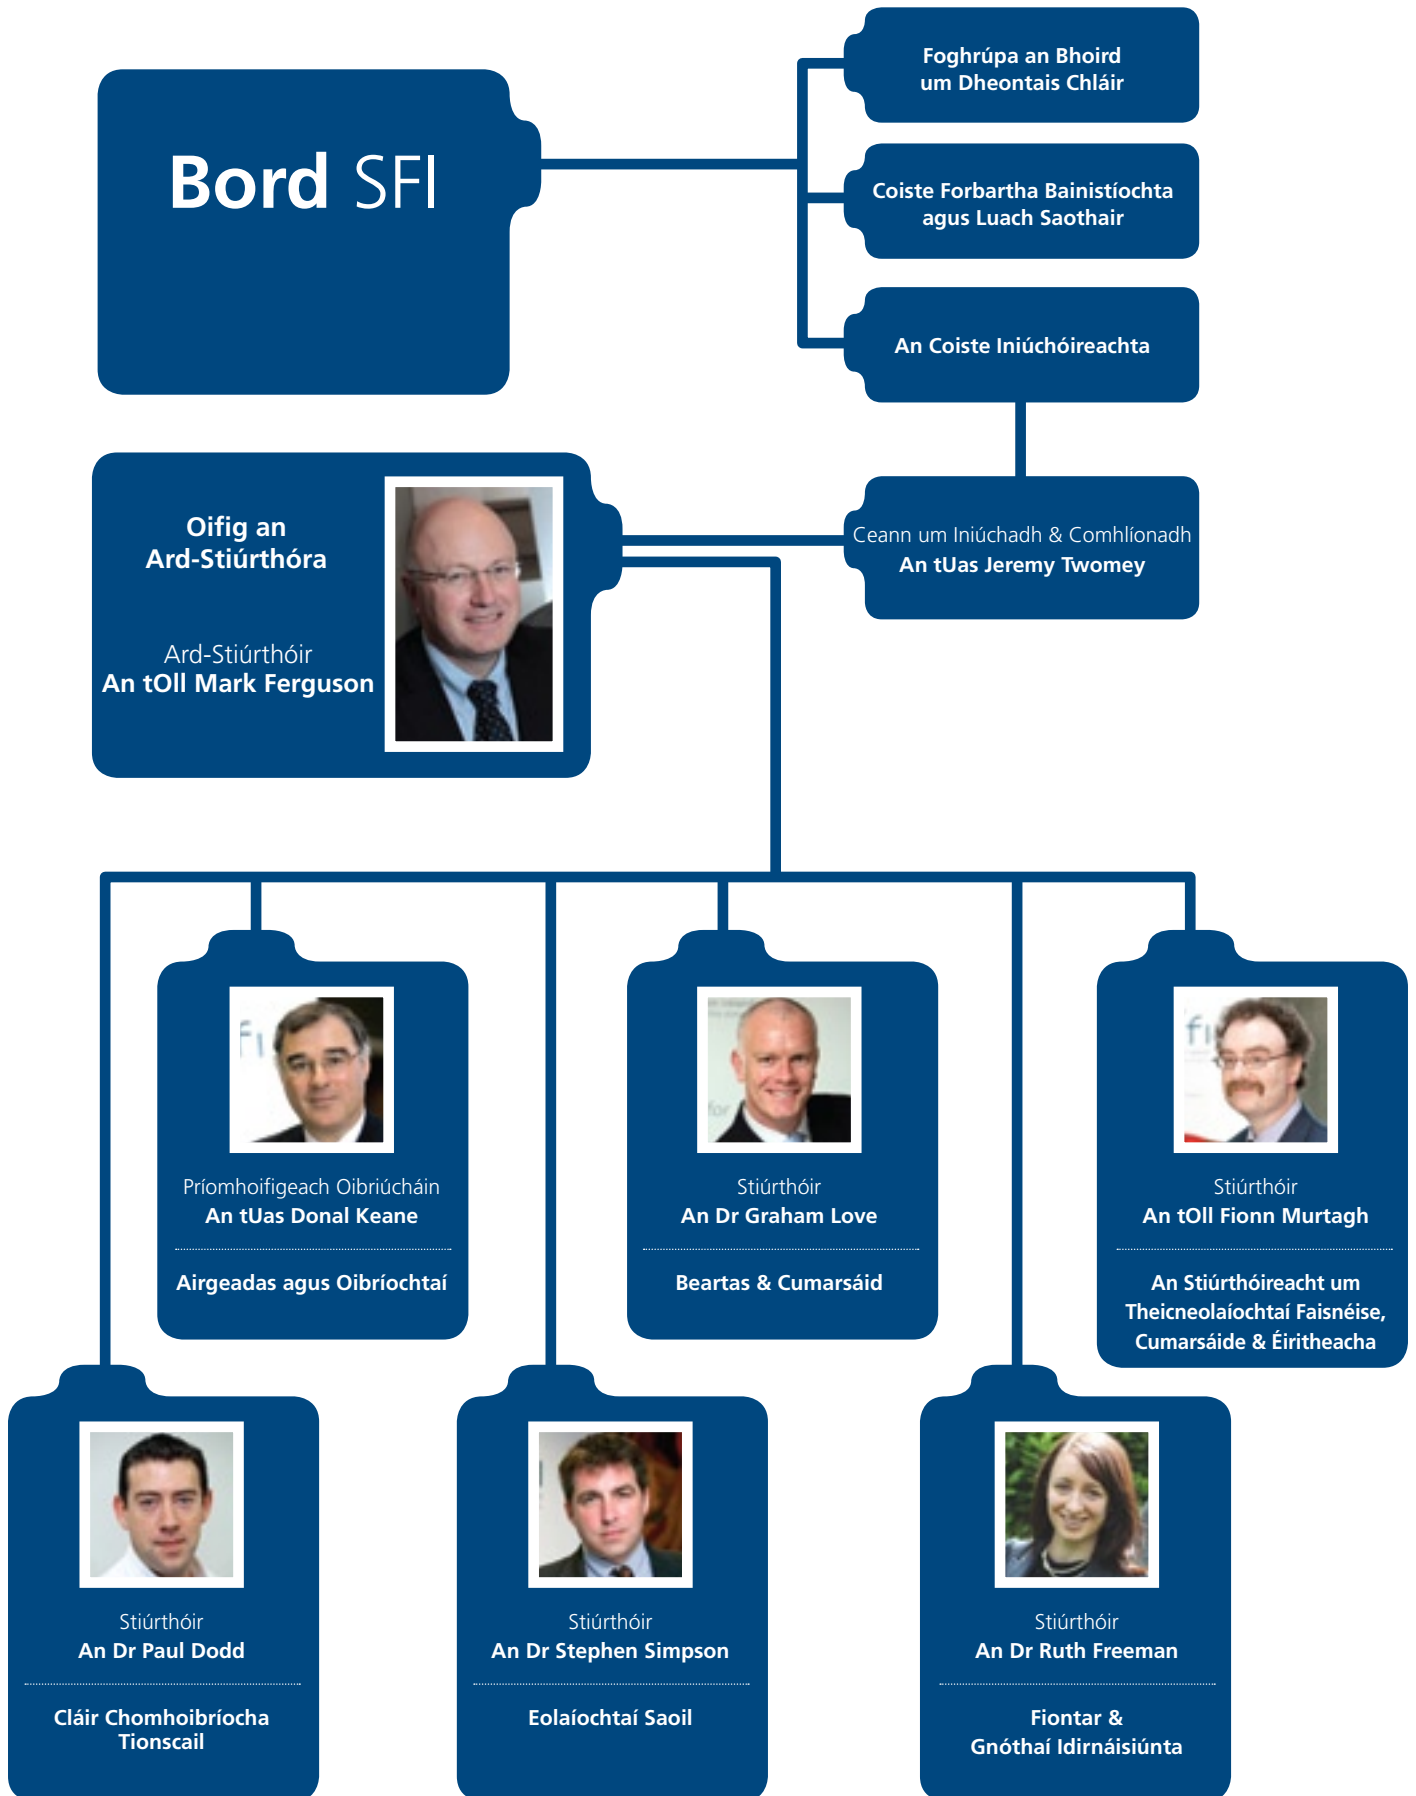 Bord SFI
Foghrúpa an Bhoird
um Dheontais Chláir
Coiste Forbartha Bainistíochta
agus Luach Saothair
An Coiste Iniúchóireachta
Oifig an
Ard-Stiúrthóra
Ard-Stiúrthóir
An tOll Mark Ferguson
Ceann um Iniúchadh & Comhlíonadh
An tUas Jeremy Twomey
Príomhoifigeach Oibriúcháin
An tUas Donal Keane
Airgeadas agus Oibríochtaí
Stiúrthóir
An Dr Graham Love
Beartas & Cumarsáid
Stiúrthóir
An tOll Fionn Murtagh
An Stiúrthóireacht um
Theicneolaíochtaí Faisnéise,
Cumarsáide & Éiritheacha
Stiúrthóir
An Dr Paul Dodd
Cláir Chomhoibríocha
Tionscail
Stiúrthóir
An Dr Stephen Simpson
Eolaíochtaí Saoil
Stiúrthóir
An Dr Ruth Freeman
Fiontar &
Gnóthaí Idirnáisiúnta